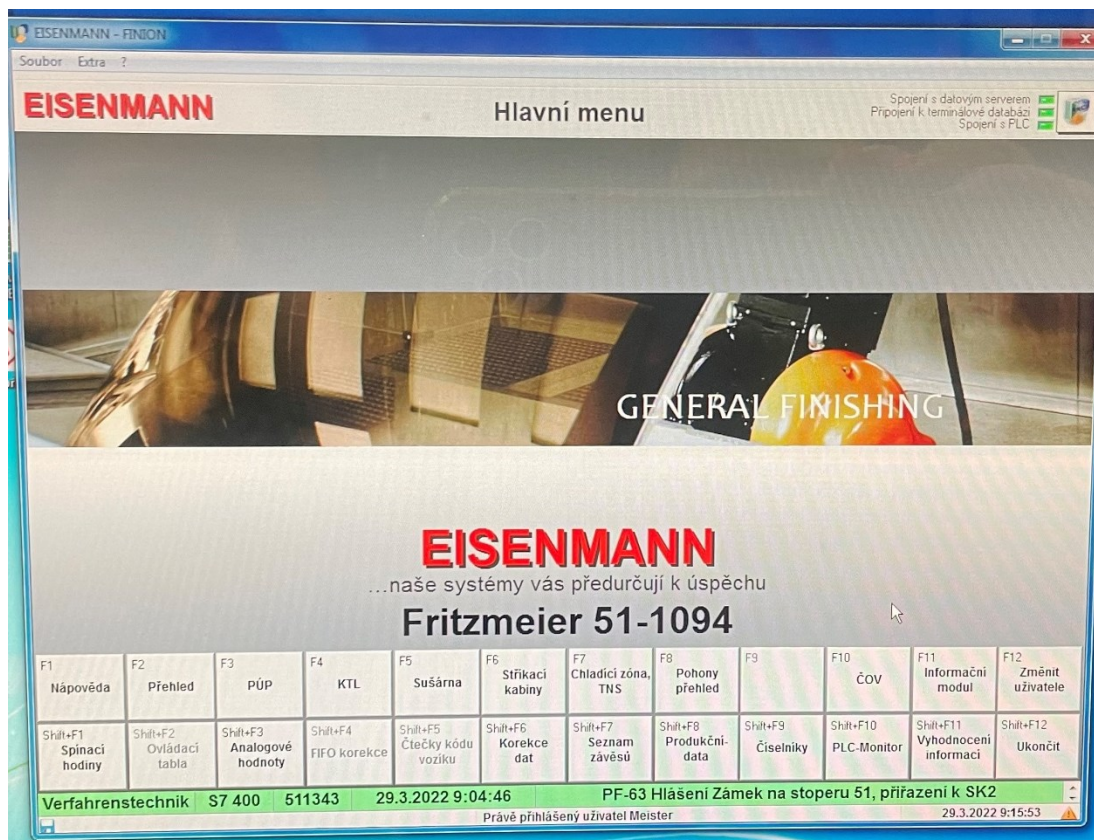 EISENMANN - FINION
Soubor Extra ?
EISENMANN
Hlavní menu
Spojení s datovým serverem
Připojení k terminálové databázi
Spojení s PLC
GENERAL FINISHING
EISENMANN
...naše systémy vás předurčují k úspěchu
Fritzmeier 51-1094
F1 Nápověda
F2 Přehled
F3 PÚP
F4 KTL
F5 Sušárna
F6 Stříkací kabiny
F7 Chladící zóna, TNS
F8 Pohony přehled
F9
F10 ČOV
F11 Informační modul
F12 Změnit uživatele
Shift+F1 Spínací hodiny
Shift+F2 Ovládací tabla
Shift+F3 Analogové hodnoty
Shift+F4 FIFO korekce
Shift+F5 Čtečky kódu vozíku
Shift+F6 Korekce dat
Shift+F7 Seznam závěsů
Shift+F8 Produkční-data
Shift+F9 Číselníky
Shift+F10 PLC-Monitor
Shift+F11 Vyhodnocení informací
Shift+F12 Ukončit
Verfahrenstechnik S7 400 511343 29.3.2022 9:04:46 PF-63 Hlášení Zámek na stoperu 51, přiřazení k SK2
Právě přihlášený uživatel Meister 29.3.2022 9:15:53